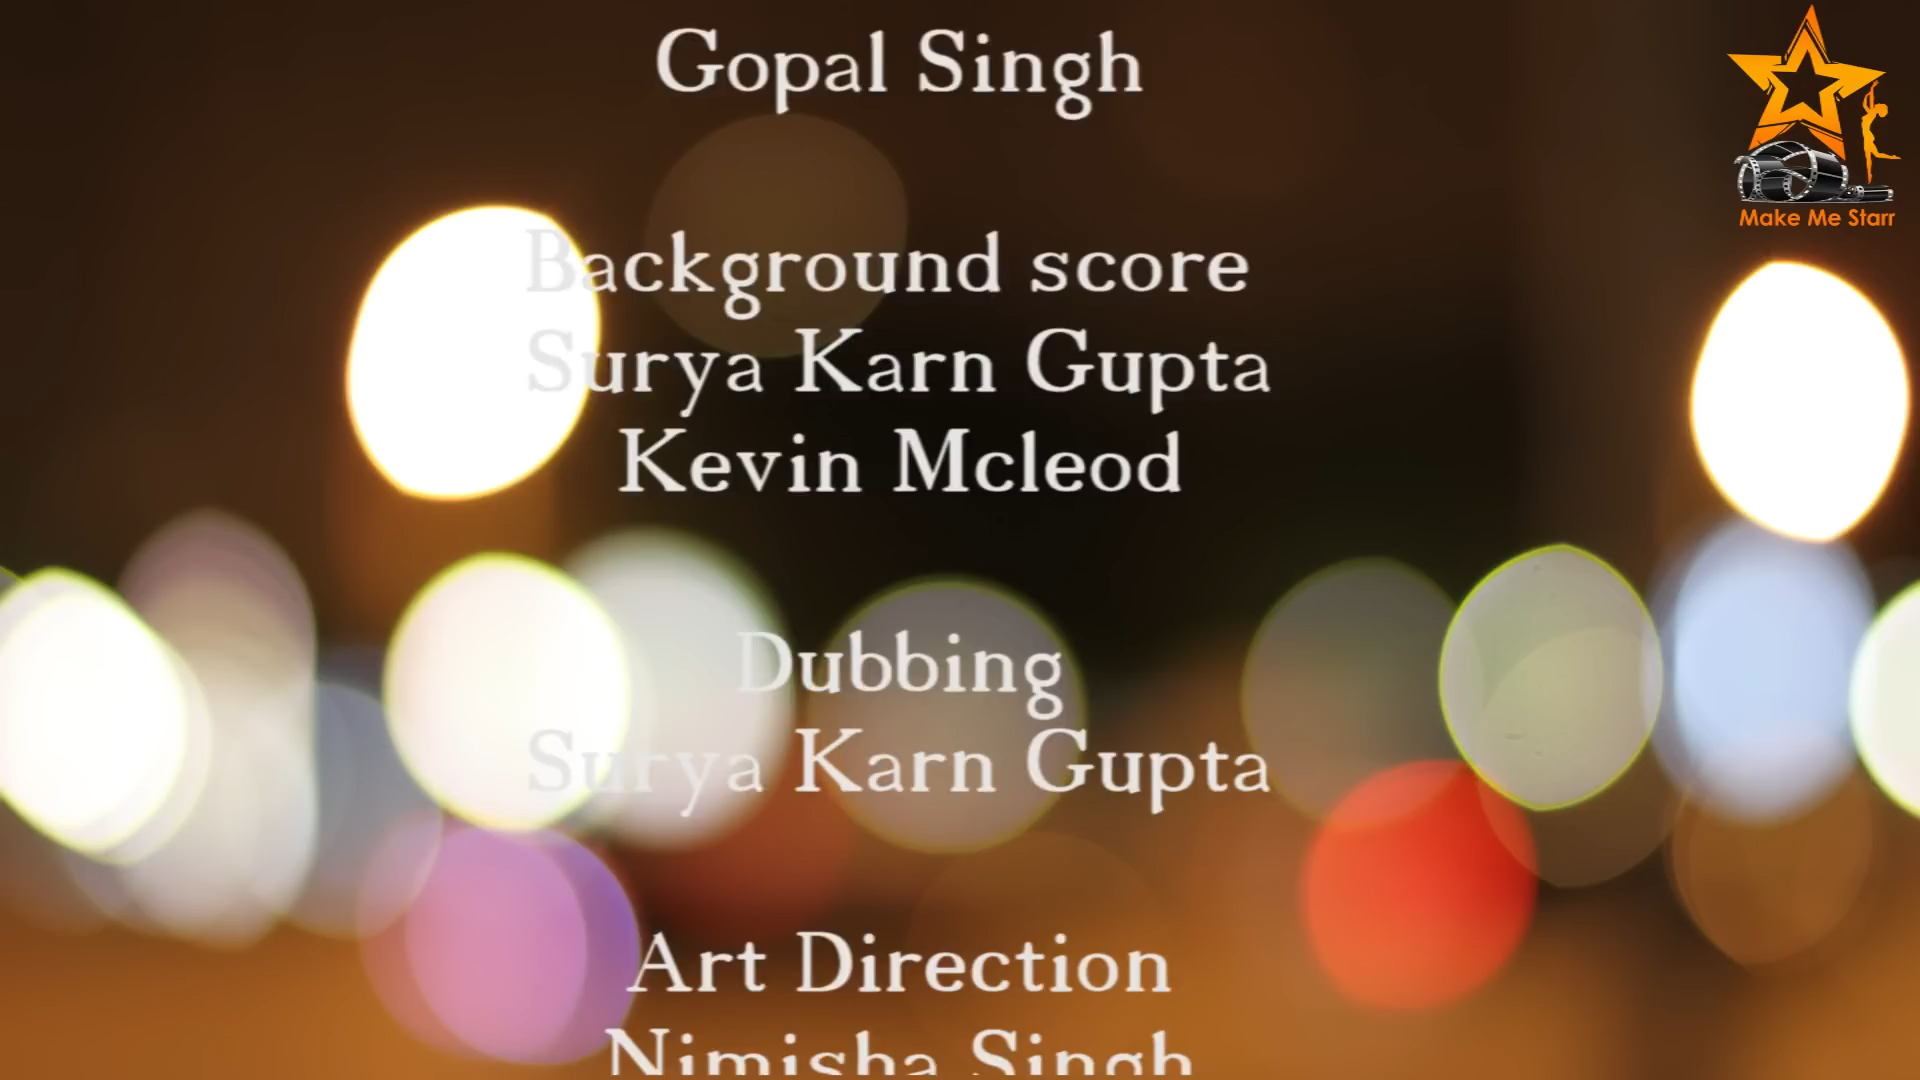 Gopal Singh
Make Me Starr
Background score
Surya Karn Gupta
Kevin Mcleod
Dubbing
Surya Karn Gupta
Art Direction
Nimisha Singh